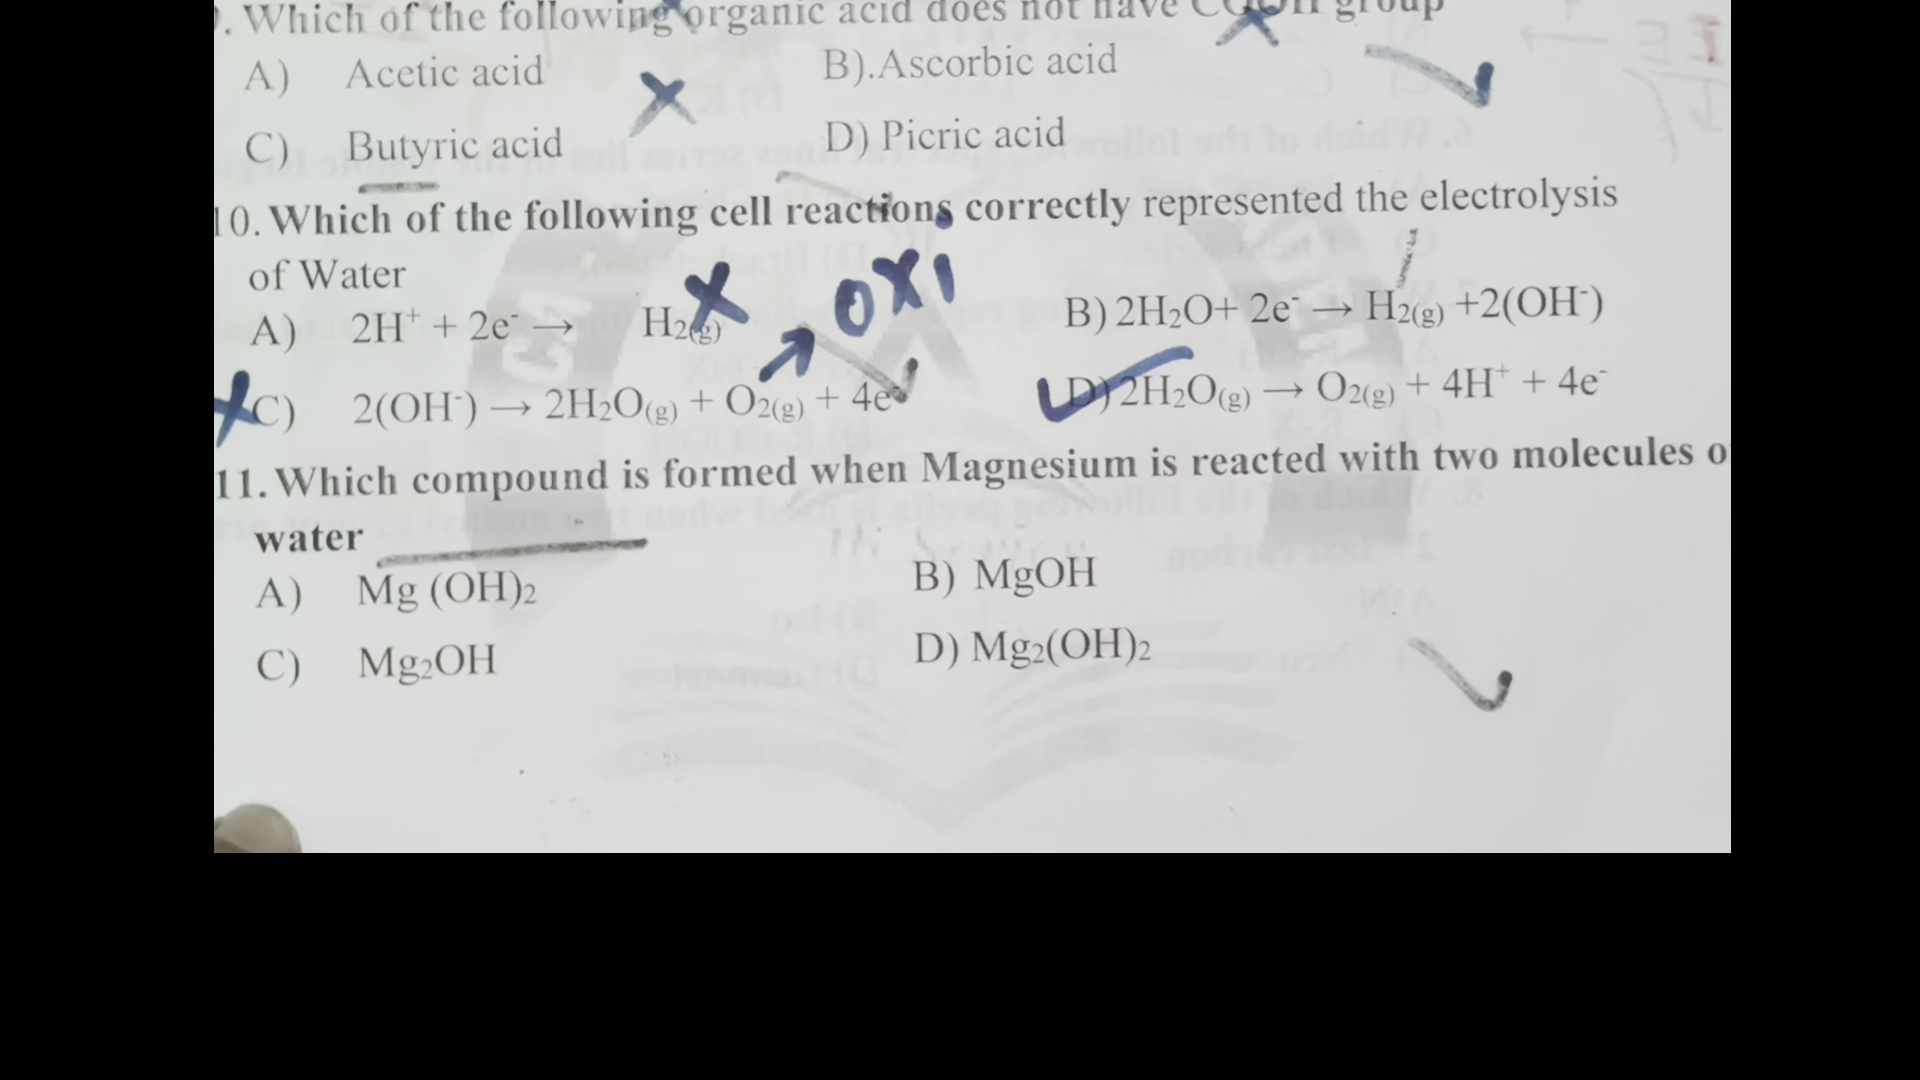 . Which of the following organic acid does not have COOH group
A) Acetic acid B).Ascorbic acid
C) Butyric acid D) Picric acid
10. Which of the following cell reactions correctly represented the electrolysis
of Water
A) 2H⁺ + 2e⁻ → H₂(g) B) 2H₂O+ 2e⁻ → H₂(g) +2(OH⁻)
oxi
C) 2(OH⁻) → 2H₂O(g) + O₂(g) + 4e⁻ D) 2H₂O(g) → O₂(g) + 4H⁺ + 4e⁻
11. Which compound is formed when Magnesium is reacted with two molecules o
water
A) Mg (OH)₂ B) MgOH
C) Mg₂OH D) Mg₂(OH)₂